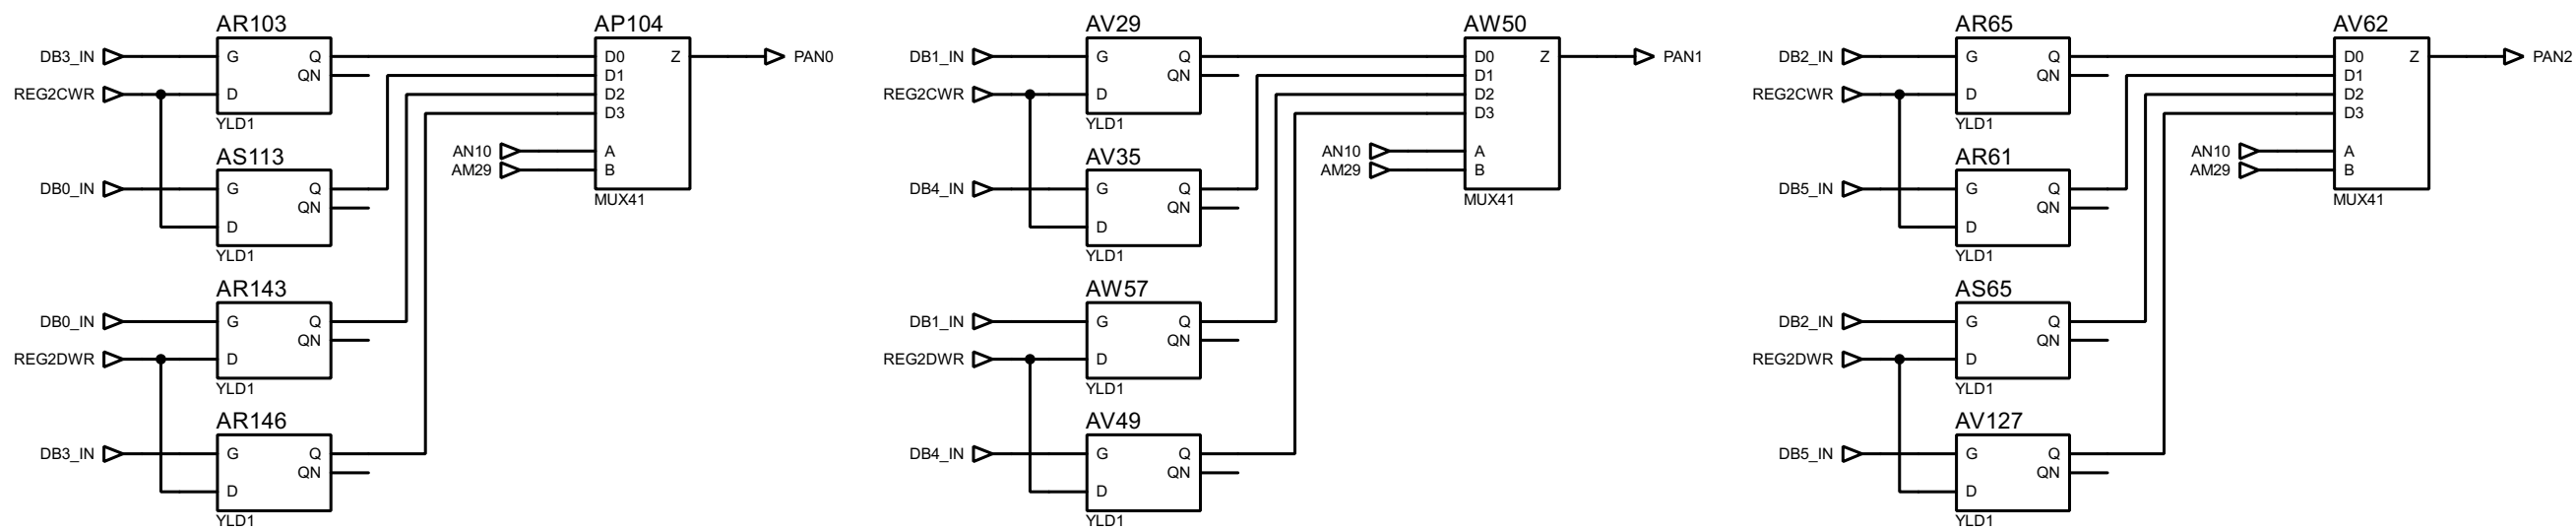 AR103
DB3_IN
G
Q
QN
REG2CWR
D
YLD1
AS113
DB0_IN
G
Q
QN
D
YLD1
AR143
DB0_IN
G
Q
QN
REG2DWR
D
YLD1
AR146
DB3_IN
G
Q
QN
D
YLD1
AP104
D0
Z
PAN0
D1
D2
D3
AN10
A
AM29
B
MUX41
AV29
DB1_IN
G
Q
QN
REG2CWR
D
YLD1
AV35
DB4_IN
G
Q
QN
D
YLD1
AW57
DB1_IN
G
Q
QN
REG2DWR
D
YLD1
AV49
DB4_IN
G
Q
QN
D
YLD1
AW50
D0
Z
PAN1
D1
D2
D3
AN10
A
AM29
B
MUX41
AR65
DB2_IN
G
Q
QN
REG2CWR
D
YLD1
AR61
DB5_IN
G
Q
QN
D
YLD1
AS65
DB2_IN
G
Q
QN
REG2DWR
D
YLD1
AV127
DB5_IN
G
Q
QN
D
YLD1
AV62
D0
Z
PAN2
D1
D2
D3
AN10
A
AM29
B
MUX41